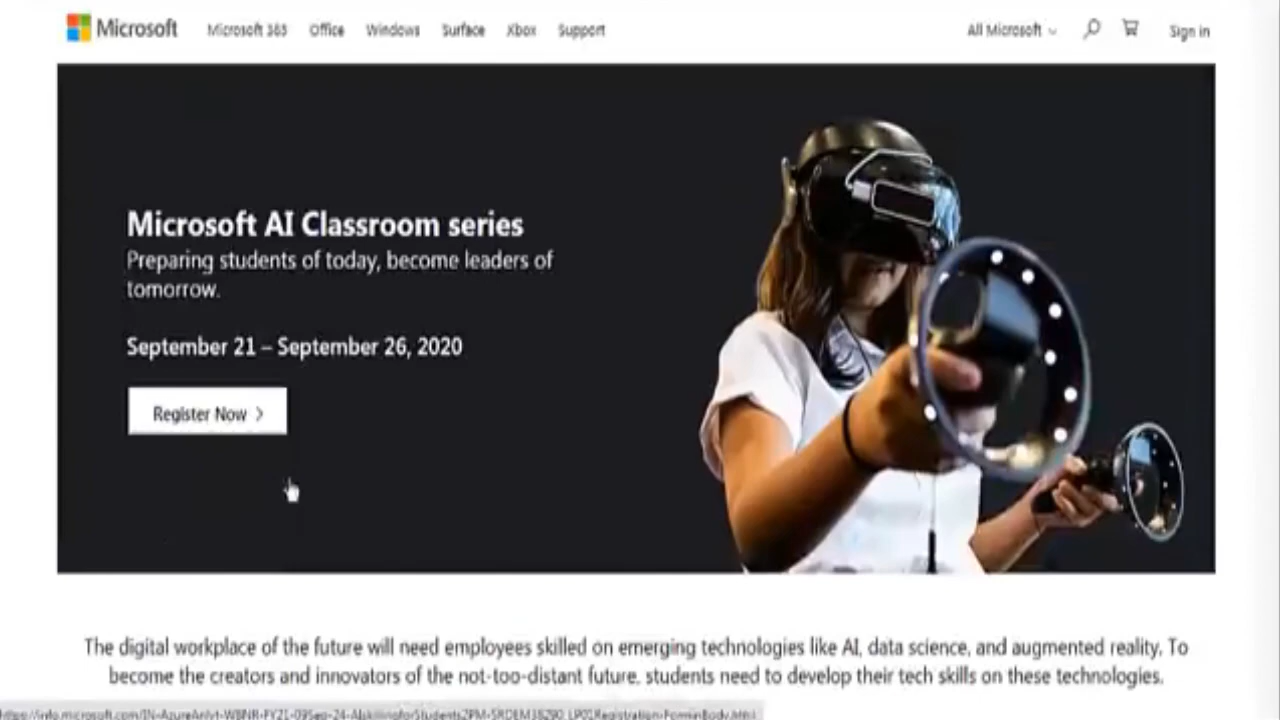 Microsoft Microsoft 365 Office Windows Surface Xbox Support All Microsoft Sign in
Microsoft AI Classroom series
Preparing students of today, become leaders of
tomorrow.
September 21 – September 26, 2020
Register Now
The digital workplace of the future will need employees skilled on emerging technologies like AI, data science, and augmented reality. To
become the creators and innovators of the not-too-distant future, students need to develop their tech skills on these technologies.